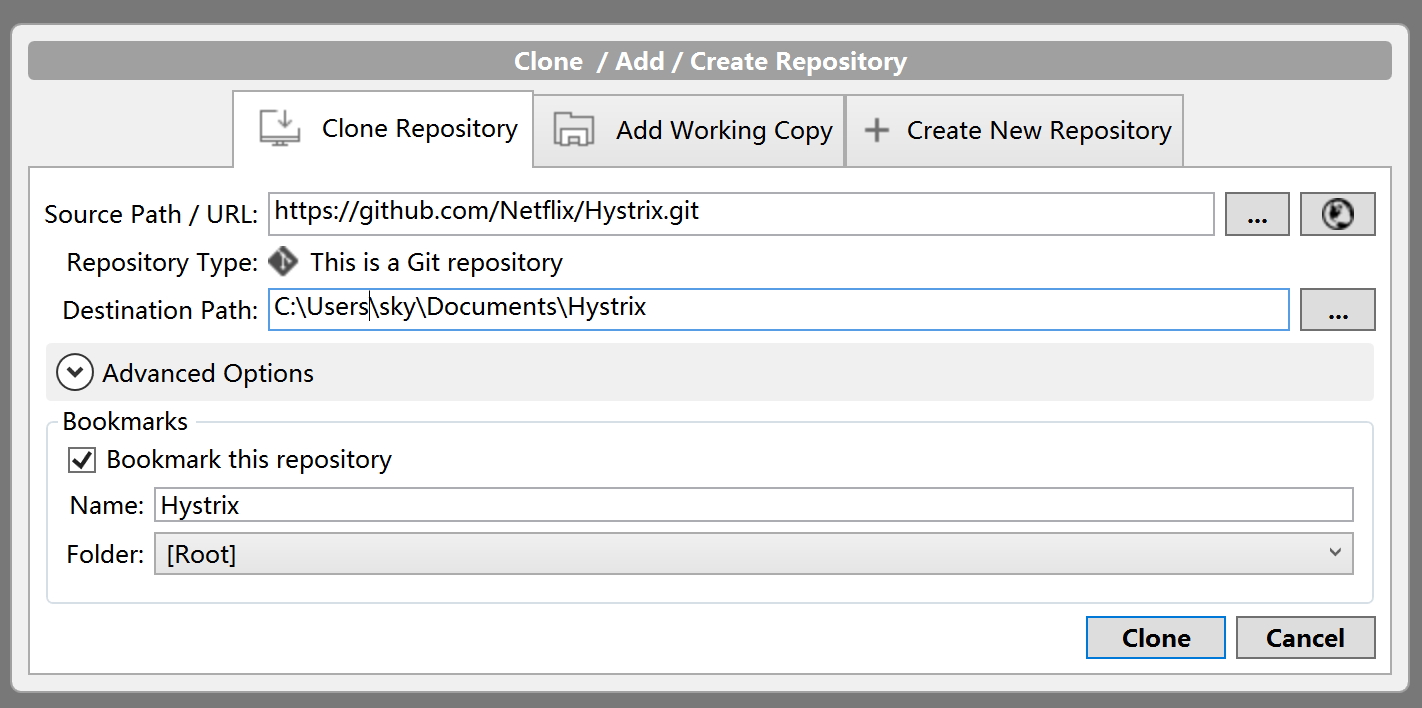 Clone / Add / Create Repository
Clone Repository
Add Working Copy
Create New Repository
Source Path / URL: https://github.com/Netflix/Hystrix.git ...
Repository Type: This is a Git repository
Destination Path: C:\Users\sky\Documents\Hystrix ...
Advanced Options
Bookmarks
Bookmark this repository
Name: Hystrix
Folder: [Root]
Clone Cancel